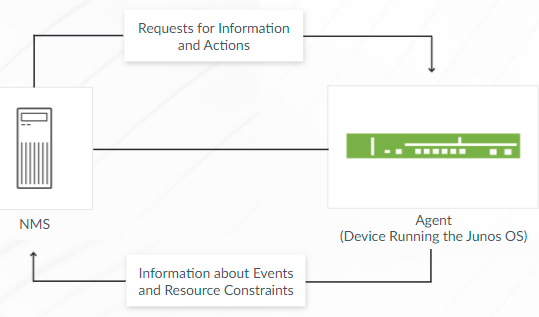 Requests for Information
and Actions
NMS
Agent
(Device Running the Junos OS)
Information about Events
and Resource Constraints